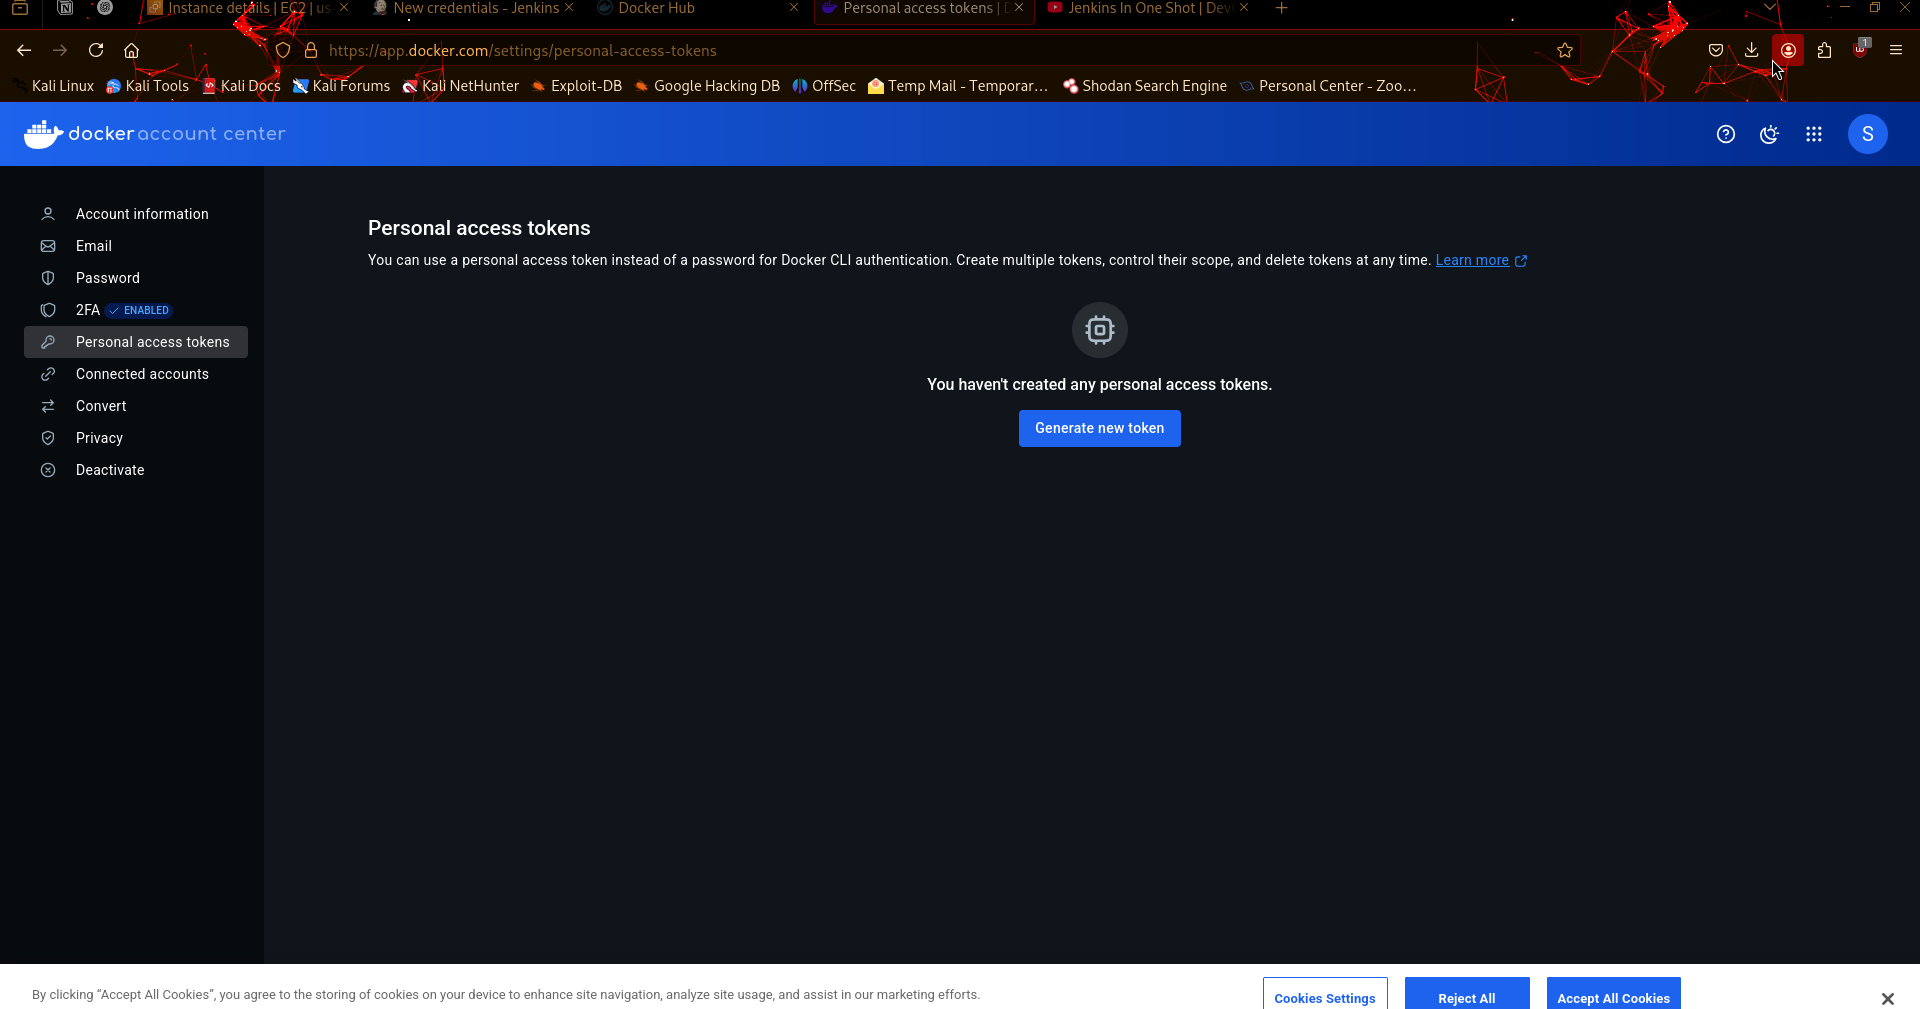 Instance details | EC2 | us
New credentials - Jenkins
Docker Hub
Personal access tokens | D
Jenkins In One Shot | Dev
https://app.docker.com/settings/personal-access-tokens
1
Kali Linux Kali Tools Kali Docs Kali Forums Kali NetHunter Exploit-DB Google Hacking DB OffSec Temp Mail - Temporar… Shodan Search Engine Personal Center - Zoo…
docker account center
S
Account information
Email
Password
2FA ENABLED
Personal access tokens
Connected accounts
Convert
Privacy
Deactivate
Personal access tokens
You can use a personal access token instead of a password for Docker CLI authentication. Create multiple tokens, control their scope, and delete tokens at any time. Learn more
You haven't created any personal access tokens.
Generate new token
By clicking “Accept All Cookies”, you agree to the storing of cookies on your device to enhance site navigation, analyze site usage, and assist in our marketing efforts.
Cookies Settings
Reject All
Accept All Cookies